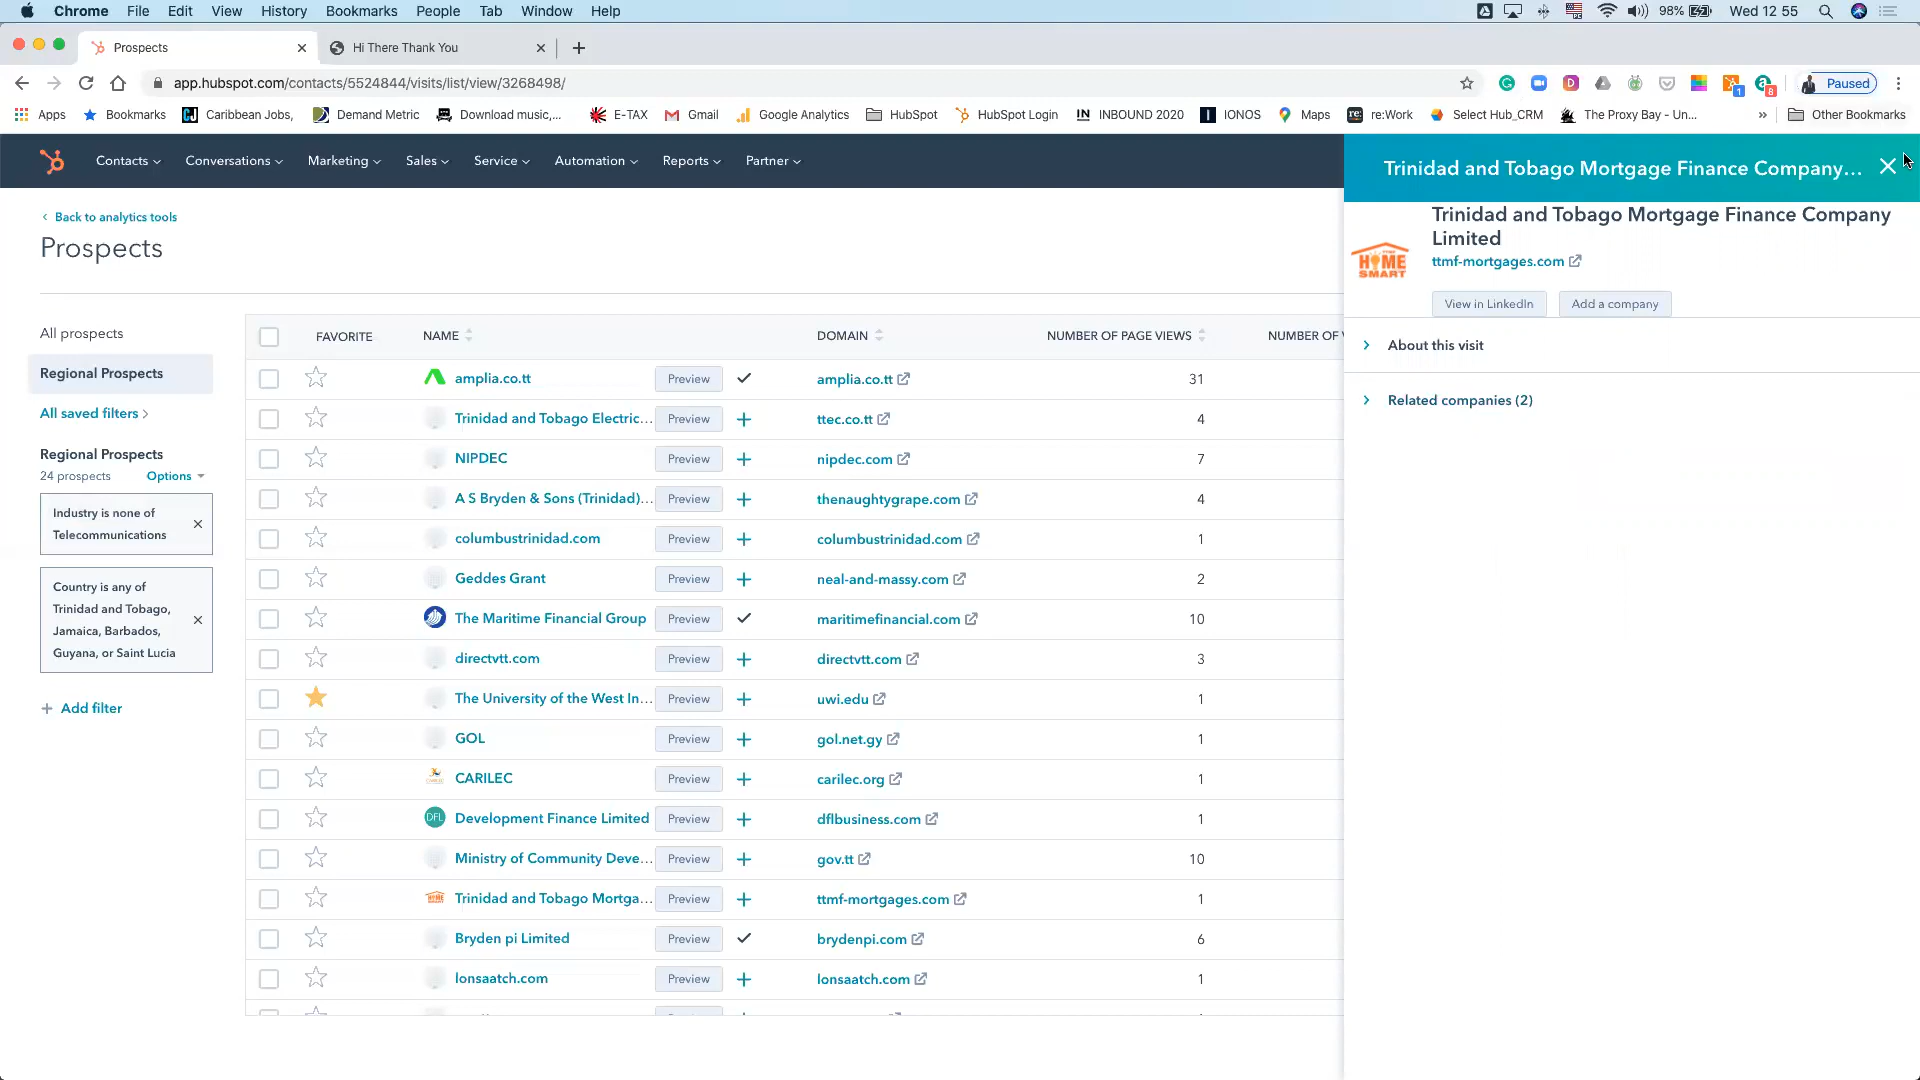 Chrome File Edit View History Bookmarks People Tab Window Help 98% Wed 12 55
Prospects Hi There Thank You
app.hubspot.com/contacts/5524844/visits/list/view/3268498/ Paused
Apps Bookmarks Caribbean Jobs, Demand Metric Download music,... E-TAX Gmail Google Analytics HubSpot HubSpot Login INBOUND 2020 IONOS Maps re:Work Select Hub_CRM The Proxy Bay - Un... » Other Bookmarks
Contacts Conversations Marketing Sales Service Automation Reports Partner
Trinidad and Tobago Mortgage Finance Company...
Back to analytics tools
Prospects
Trinidad and Tobago Mortgage Finance Company
Limited
HOME
SMART
ttmf-mortgages.com
View in LinkedIn Add a company
About this visit
Related companies (2)
All prospects
Regional Prospects
All saved filters
Regional Prospects
24 prospects Options
Industry is none of
Telecommunications
Country is any of
Trinidad and Tobago,
Jamaica, Barbados,
Guyana, or Saint Lucia
+ Add filter
FAVORITE NAME DOMAIN NUMBER OF PAGE VIEWS NUMBER OF
amplia.co.tt Preview amplia.co.tt 31
Trinidad and Tobago Electric... Preview + ttec.co.tt 4
NIPDEC Preview + nipdec.com 7
A S Bryden & Sons (Trinidad)... Preview + thenaughtygrape.com 4
columbustrinidad.com Preview + columbustrinidad.com 1
Geddes Grant Preview + neal-and-massy.com 2
The Maritime Financial Group Preview maritimefinancial.com 10
directvtt.com Preview + directvtt.com 3
The University of the West In... Preview + uwi.edu 1
GOL Preview + gol.net.gy 1
CARILEC Preview + carilec.org 1
DFL Development Finance Limited Preview + dflbusiness.com 1
Ministry of Community Deve... Preview + gov.tt 10
Trinidad and Tobago Mortga... Preview + ttmf-mortgages.com 1
Bryden pi Limited Preview brydenpi.com 6
lonsaatch.com Preview + lonsaatch.com 1